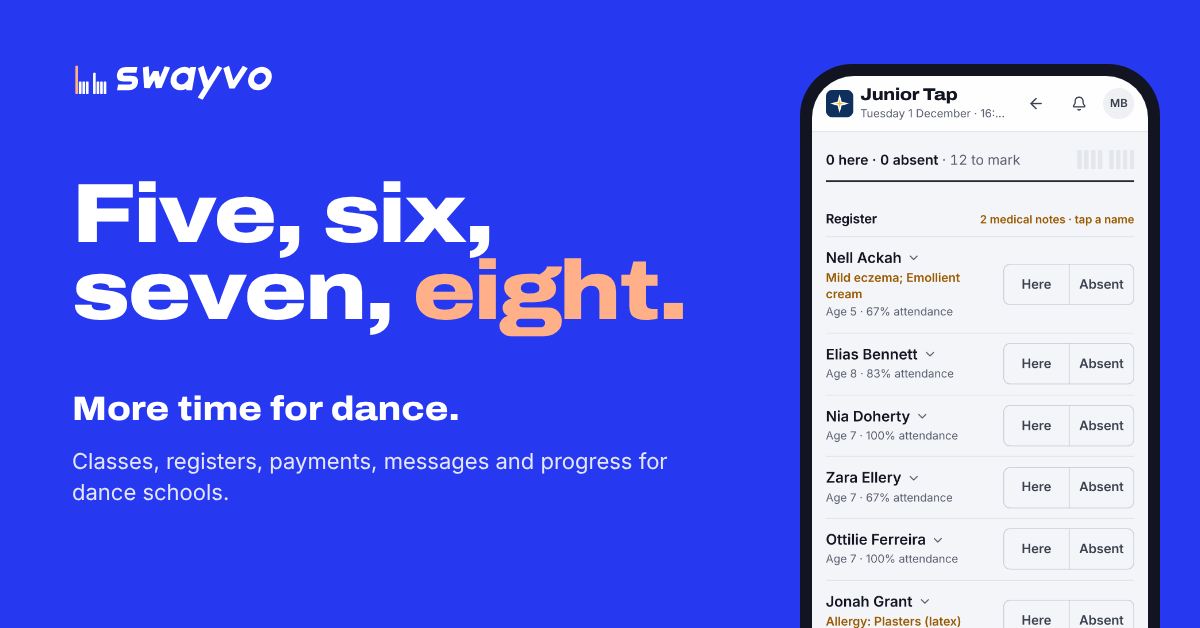 swayvo
Five, six,
seven, eight.
More time for dance.
Classes, registers, payments, messages and progress for
dance schools.
Junior Tap
Tuesday 1 December · 16:...
MB
0 here · 0 absent · 12 to mark
Register
2 medical notes · tap a name
Nell Ackah
Mild eczema; Emollient
cream
Age 5 · 67% attendance
Here
Absent
Elias Bennett
Age 8 · 83% attendance
Here
Absent
Nia Doherty
Age 7 · 100% attendance
Here
Absent
Zara Ellery
Age 7 · 67% attendance
Here
Absent
Ottilie Ferreira
Age 7 · 100% attendance
Here
Absent
Jonah Grant
Allergy: Plasters (latex)
Here
Absent